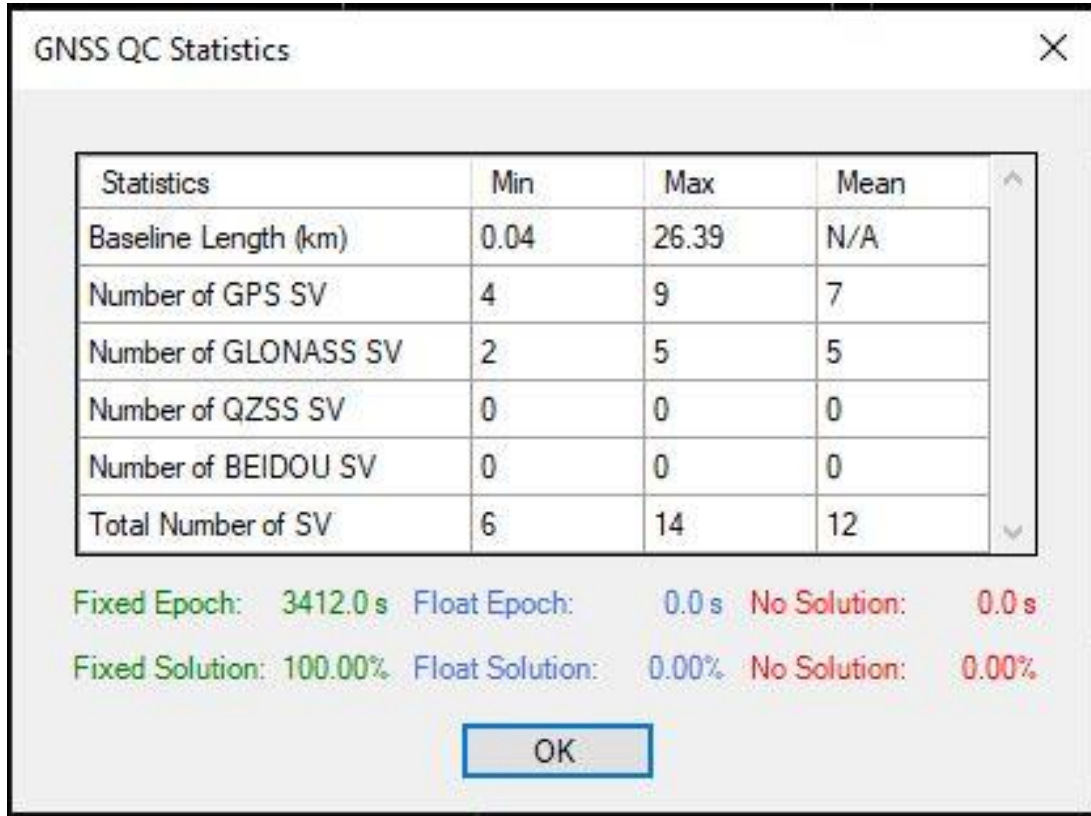 GNSS QC Statistics
Statistics Min Max Mean
Baseline Length (km) 0.04 26.39 N/A
Number of GPS SV 4 9 7
Number of GLONASS SV 2 5 5
Number of QZSS SV 0 0 0
Number of BEIDOU SV 0 0 0
Total Number of SV 6 14 12
Fixed Epoch: 3412.0 s Float Epoch: 0.0 s No Solution: 0.0 s
Fixed Solution: 100.00% Float Solution: 0.00% No Solution: 0.00%
OK